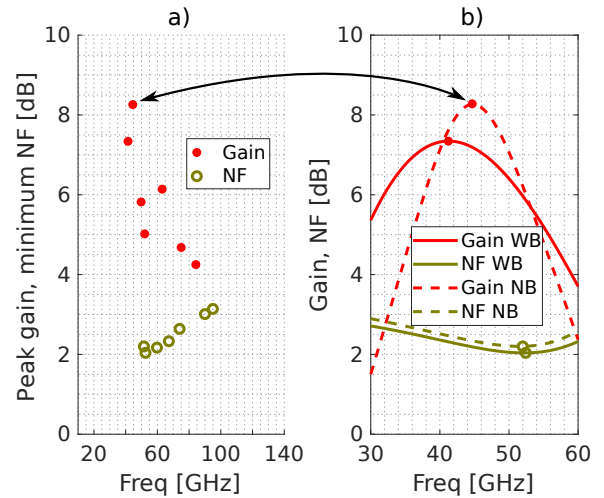 a)
Peak gain, minimum NF [dB]
10
8
6
4
2
0
Gain
NF
20
60
100
140
Freq [GHz]
b)
Gain, NF [dB]
10
8
6
4
2
0
Gain WB
NF WB
Gain NB
NF NB
30
40
50
60
Freq [GHz]